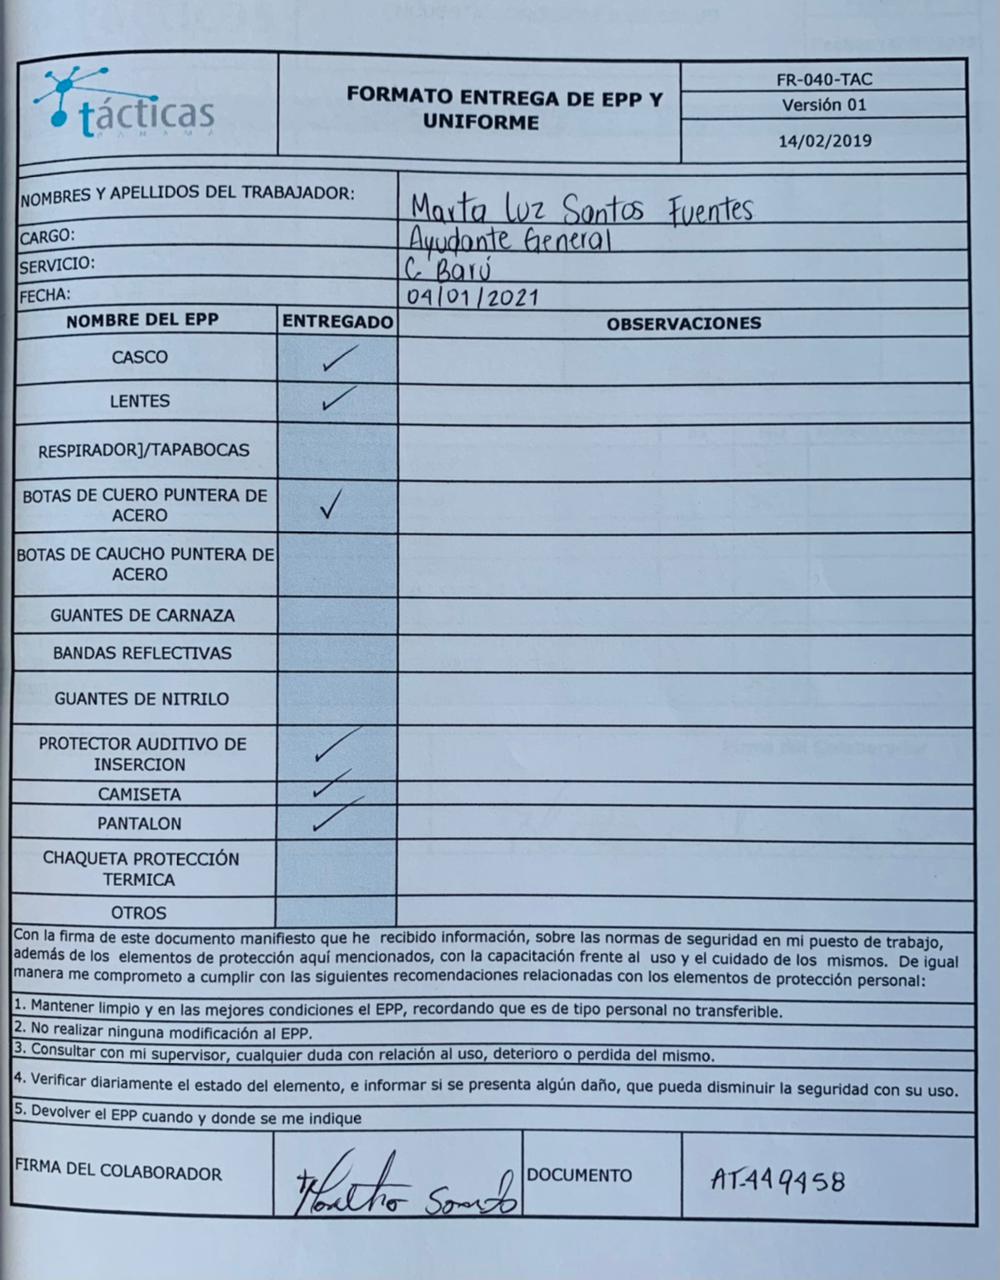 tácticas
PANAMA
FORMATO ENTREGA DE EPP Y
UNIFORME
FR-040-TAC
Versión 01
14/02/2019
NOMBRES Y APELLIDOS DEL TRABAJADOR:
Marta Luz Santos Fuentes
CARGO:
Ayudante General
SERVICIO:
C Barú
FECHA:
04/01/2021
NOMBRE DEL EPP ENTREGADO OBSERVACIONES
CASCO ✓
LENTES ✓
RESPIRADOR]/TAPABOCAS
BOTAS DE CUERO PUNTERA DE
ACERO ✓
BOTAS DE CAUCHO PUNTERA DE
ACERO
GUANTES DE CARNAZA
BANDAS REFLECTIVAS
GUANTES DE NITRILO
PROTECTOR AUDITIVO DE
INSERCION ✓
CAMISETA ✓
PANTALON ✓
CHAQUETA PROTECCIÓN
TERMICA
OTROS
Con la firma de este documento manifiesto que he recibido información, sobre las normas de seguridad en mi puesto de trabajo,
además de los elementos de protección aquí mencionados, con la capacitación frente al uso y el cuidado de los mismos. De igual
manera me comprometo a cumplir con las siguientes recomendaciones relacionadas con los elementos de protección personal:
1. Mantener limpio y en las mejores condiciones el EPP, recordando que es de tipo personal no transferible.
2. No realizar ninguna modificación al EPP.
3. Consultar con mi supervisor, cualquier duda con relación al uso, deterioro o perdida del mismo.
4. Verificar diariamente el estado del elemento, e informar si se presenta algún daño, que pueda disminuir la seguridad con su uso.
5. Devolver el EPP cuando y donde se me indique
FIRMA DEL COLABORADOR
DOCUMENTO
AT-449458